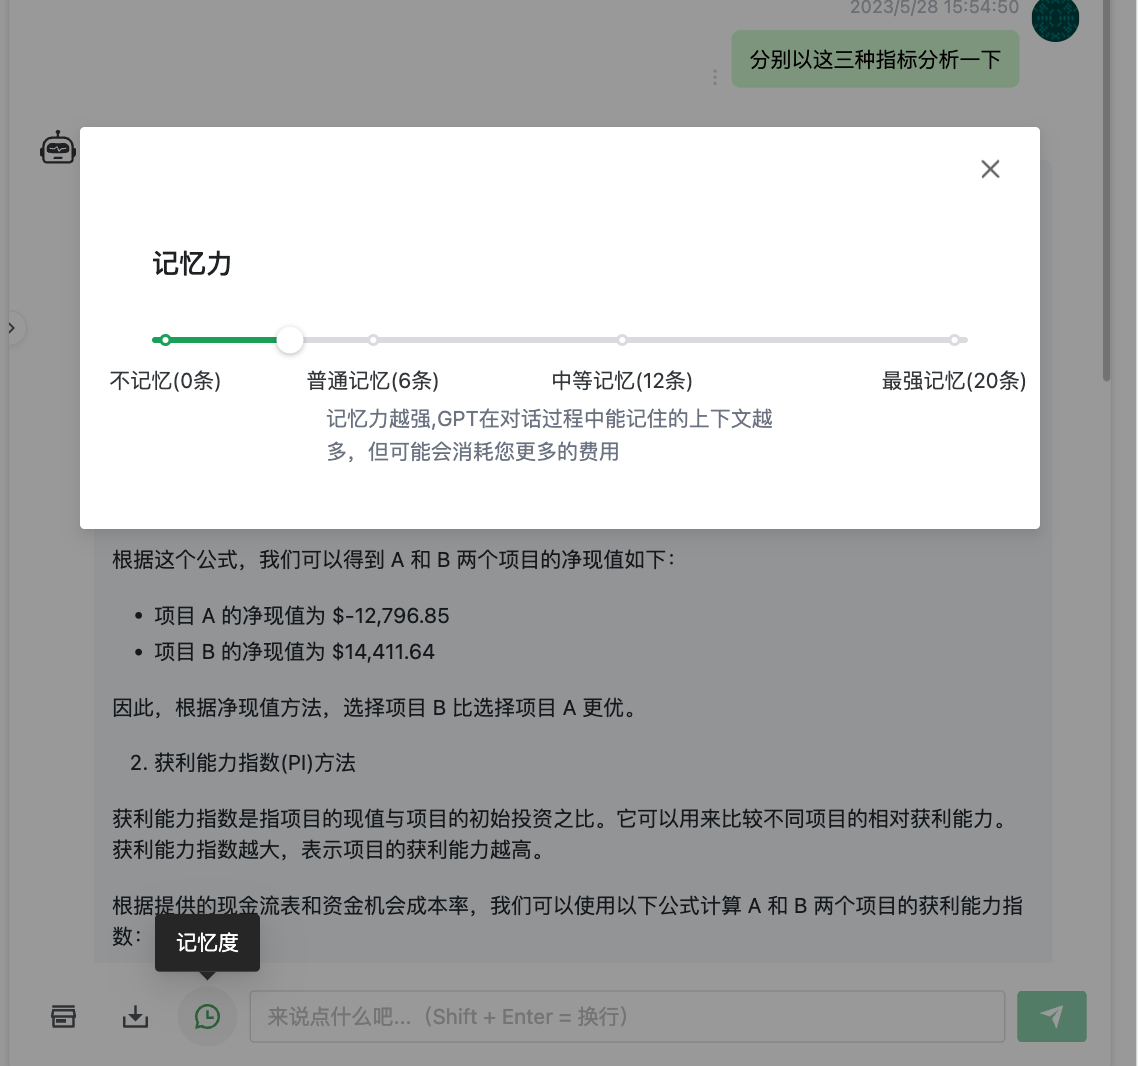 2023/5/28 15:54:50
分别以这三种指标分析一下
记忆力
不记忆(0条)
普通记忆(6条)
中等记忆(12条)
最强记忆(20条)
记忆力越强,GPT在对话过程中能记住的上下文越
多，但可能会消耗您更多的费用
根据这个公式，我们可以得到 A 和 B 两个项目的净现值如下：
• 项目 A 的净现值为 $-12,796.85
• 项目 B 的净现值为 $14,411.64
因此，根据净现值方法，选择项目 B 比选择项目 A 更优。
2. 获利能力指数(PI)方法
获利能力指数是指项目的现值与项目的初始投资之比。它可以用来比较不同项目的相对获利能力。
获利能力指数越大，表示项目的获利能力越高。
根据提供的现金流表和资金机会成本率，我们可以使用以下公式计算 A 和 B 两个项目的获利能力指
数：
记忆度
来说点什么吧...（Shift + Enter = 换行）